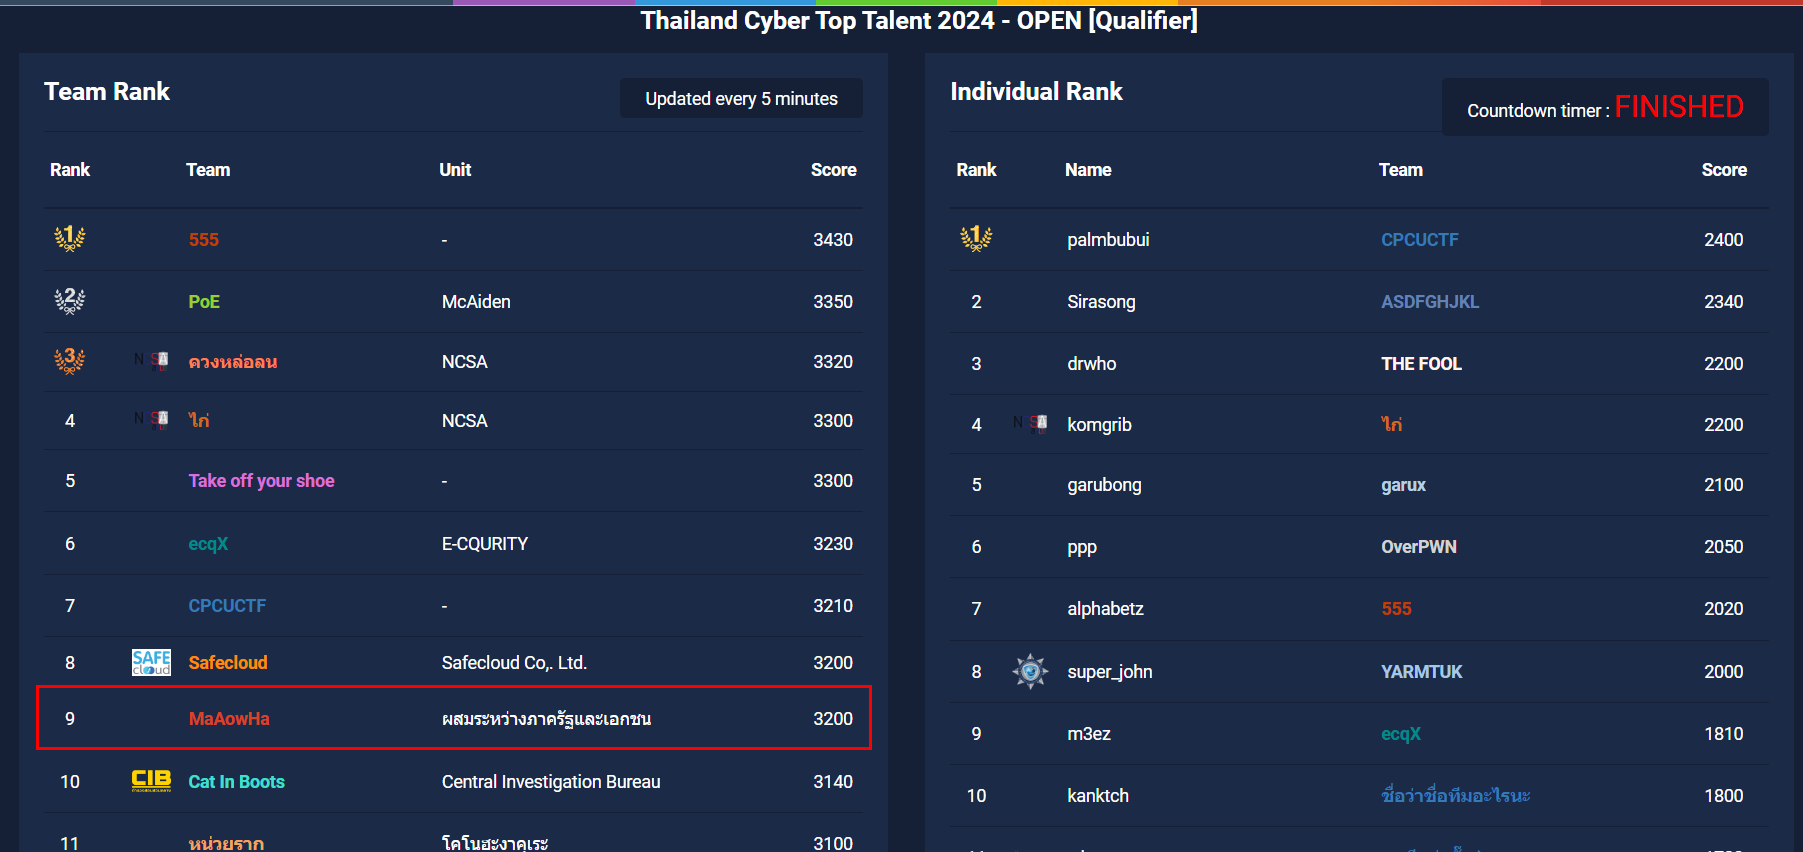 Thailand Cyber Top Talent 2024 - OPEN [Qualifier]
Team Rank
Updated every 5 minutes
Rank Team Unit Score
1 555 - 3430
2 PoE McAiden 3350
3 ควงหล่อลน NCSA 3320
4 ไก่ NCSA 3300
5 Take off your shoe - 3300
6 ecqX E-CQURITY 3230
7 CPCUCTF - 3210
8 SAFE cloud Safecloud Safecloud Co,. Ltd. 3200
9 MaAowHa ผสมระหว่างภาครัฐและเอกชน 3200
10 CIB Cat In Boots Central Investigation Bureau 3140
11 หน่วยราก โคโนฮะงาคุเระ 3100
Individual Rank
Countdown timer : FINISHED
Rank Name Team Score
1 palmbubui CPCUCTF 2400
2 Sirasong ASDFGHJKL 2340
3 drwho THE FOOL 2200
4 komgrib ไก่ 2200
5 garubong garux 2100
6 ppp OverPWN 2050
7 alphabetz 555 2020
8 super_john YARMTUK 2000
9 m3ez ecqX 1810
10 kanktch ชื่อว่าชื่อทีมอะไรนะ 1800